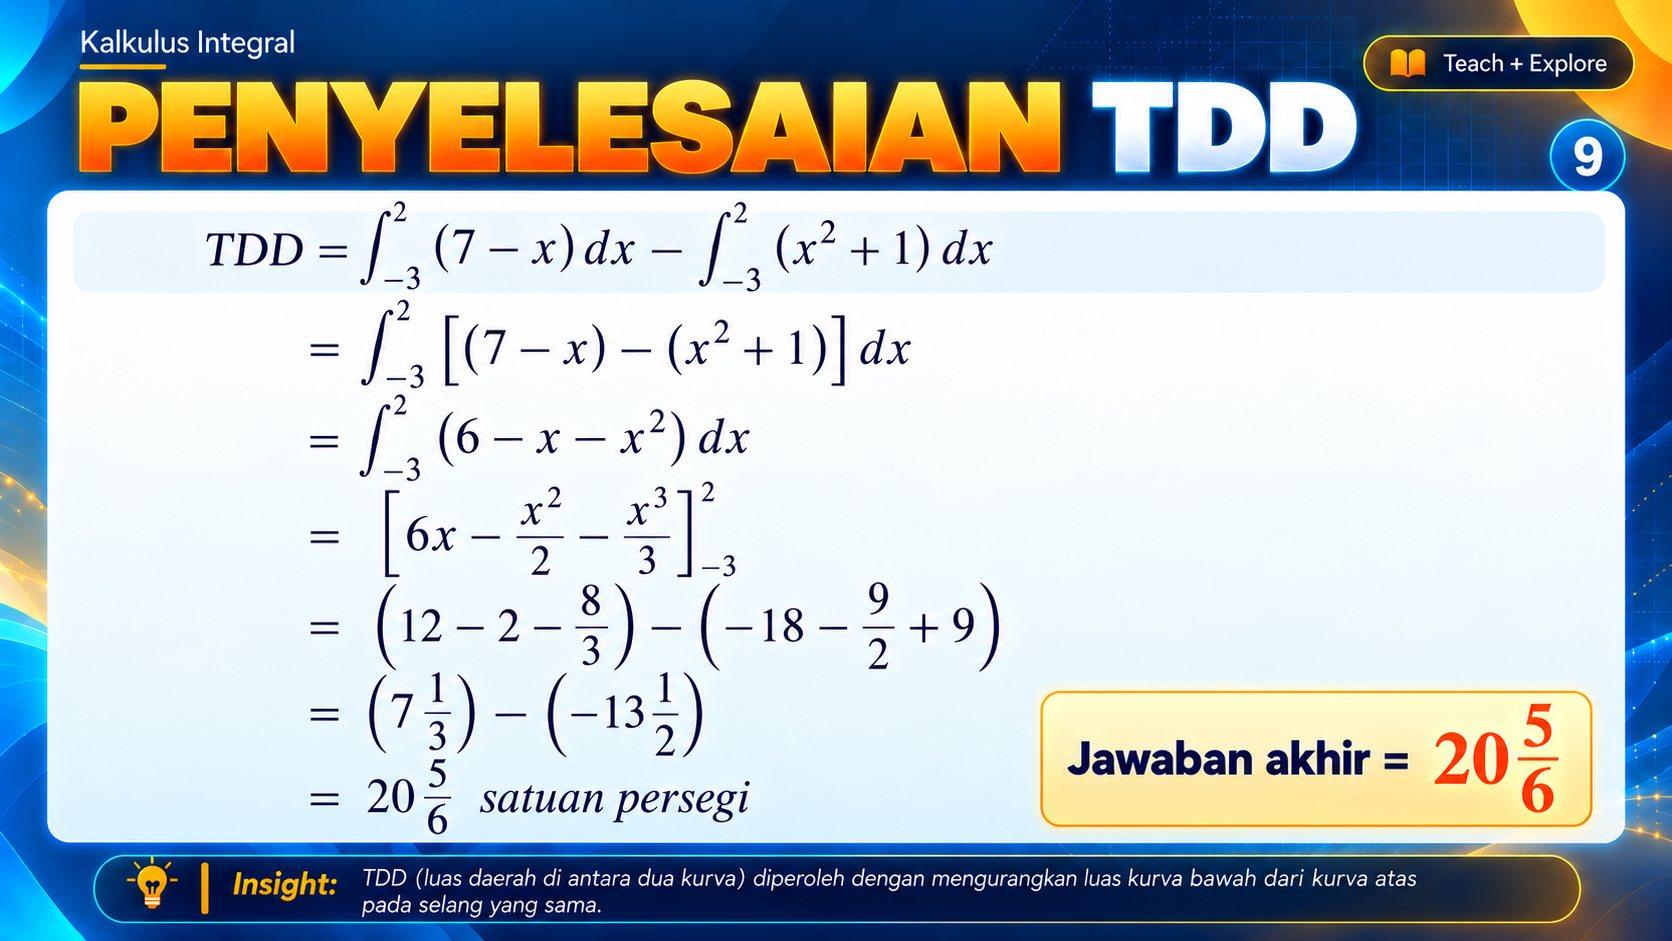 Kalkulus Integral
Teach + Explore
PENYELESAIAN TDD
9
TDD = ∫₋₃² (7 − x) dx − ∫₋₃² (x² + 1) dx
= ∫₋₃² [(7 − x) − (x² + 1)] dx
= ∫₋₃² (6 − x − x²) dx
= [6x − x²/2 − x³/3]₋₃²
= (12 − 2 − 8/3) − (−18 − 9/2 + 9)
= (7 1/3) − (−13 1/2)
= 20 5/6 satuan persegi
Jawaban akhir = 20 5/6
Insight: TDD (luas daerah di antara dua kurva) diperoleh dengan mengurangkan luas kurva bawah dari kurva atas
pada selang yang sama.